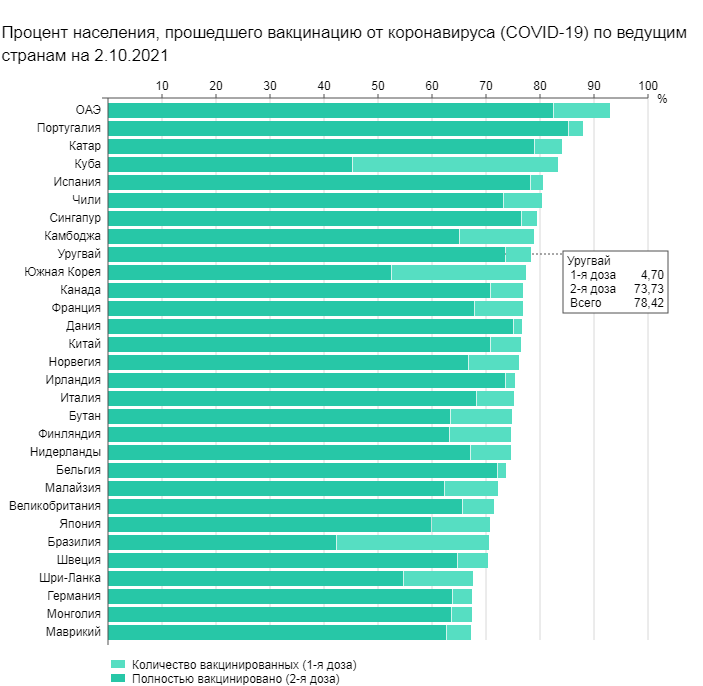 Процент населения, прошедшего вакцинацию от коронавируса (COVID-19) по ведущим
странам на 2.10.2021
10 20 30 40 50 60 70 80 90 100
%
ОАЭ
Португалия
Катар
Куба
Испания
Чили
Сингапур
Камбоджа
Уругвай
Южная Корея
Канада
Франция
Дания
Китай
Норвегия
Ирландия
Италия
Бутан
Финляндия
Нидерланды
Бельгия
Малайзия
Великобритания
Япония
Бразилия
Швеция
Шри-Ланка
Германия
Монголия
Маврикий
Уругвай
1-я доза 4,70
2-я доза 73,73
Всего 78,42
Количество вакцинированных (1-я доза)
Полностью вакцинировано (2-я доза)